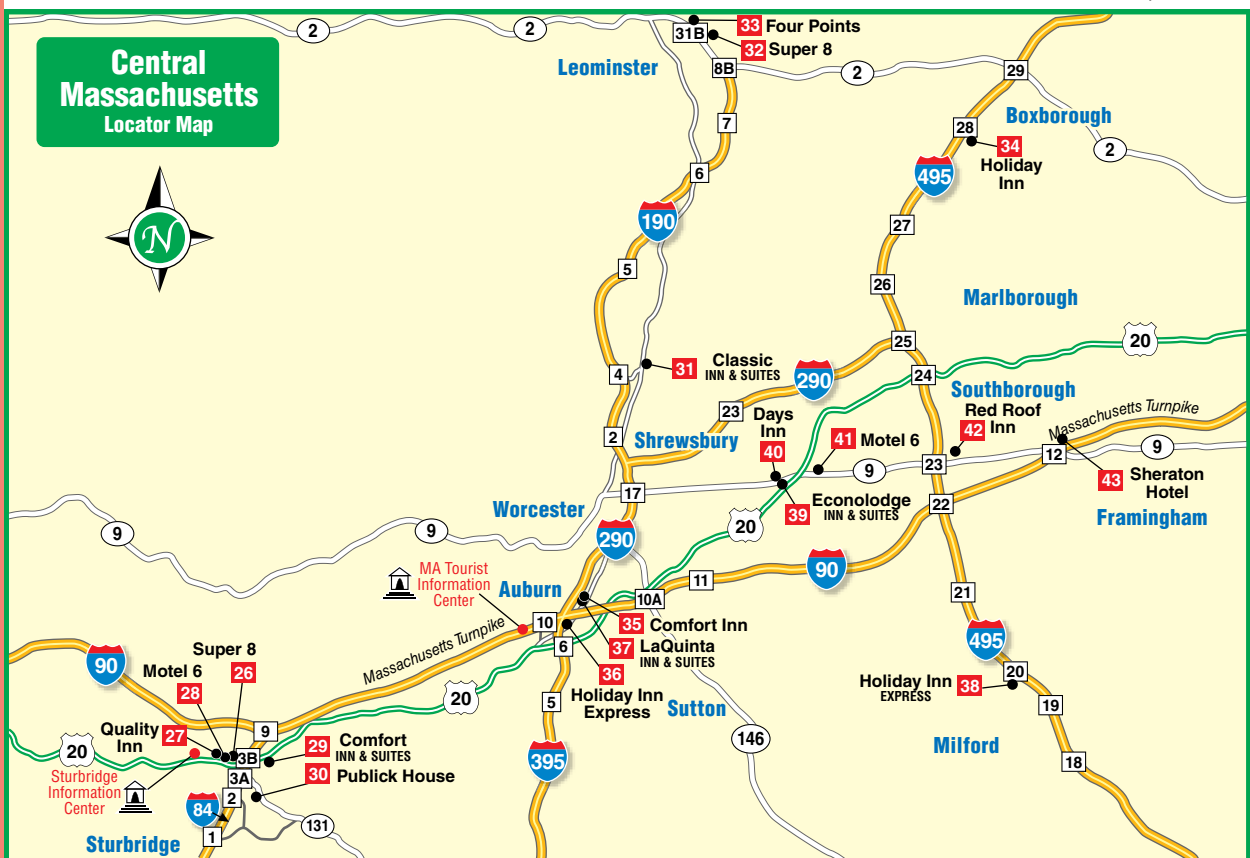 Central
Massachusetts
Locator Map
N
2
2
33 Four Points
31B
32 Super 8
Leominster
8B
2
29
7
Boxborough
28
34
Holiday
Inn
2
6
495
190
27
5
26
Marlborough
25
20
31 Classic
INN & SUITES
4
290
24
Southborough
23
Days
Inn
Red Roof
42 Inn
Massachusetts Turnpike
2
Shrewsbury
40
41 Motel 6
9
23
12
9
43 Sheraton
Hotel
17
39
Econolodge
INN & SUITES
22
Framingham
Worcester
20
9
9
290
MA Tourist
Information
Center
Auburn
11
90
10A
21
10
35 Comfort Inn
6
37 LaQuinta
INN & SUITES
36
Holiday Inn
Express
495
Massachusetts Turnpike
90
Super 8
26
Motel 6
28
20
5
Sutton
20
Holiday Inn
EXPRESS
38
19
Quality
Inn
27
9
20
3B
29 Comfort
INN & SUITES
146
Milford
395
18
Sturbridge
Information
Center
3A
30 Publick House
2
84
131
1
Sturbridge